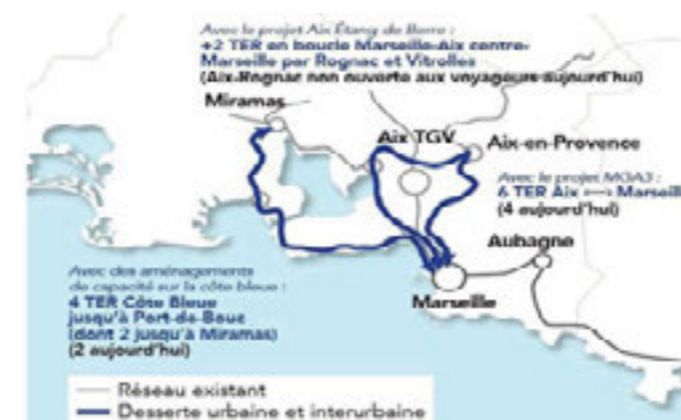 Avec le projet Aix Étang de Berre :
+2 TER en boucle Marseille-Aix centre-
Marseille par Rognac et Vitrolles
(Aix-Rognac non ouverte aux voyageurs aujourd'hui)
Miramas
Aix TGV
Aix-en-Provence
Avec le projet MGA3 :
6 TER Aix ⟷ Marseill
(4 aujourd'hui)
Aubagne
Marseille
Avec des aménagements
de capacité sur la côte bleue :
4 TER Côte Bleue
jusqu'à Port-de-Bouc
(dont 2 jusqu'à Miramas)
(2 aujourd'hui)
Réseau existant
Desserte urbaine et interurbaine